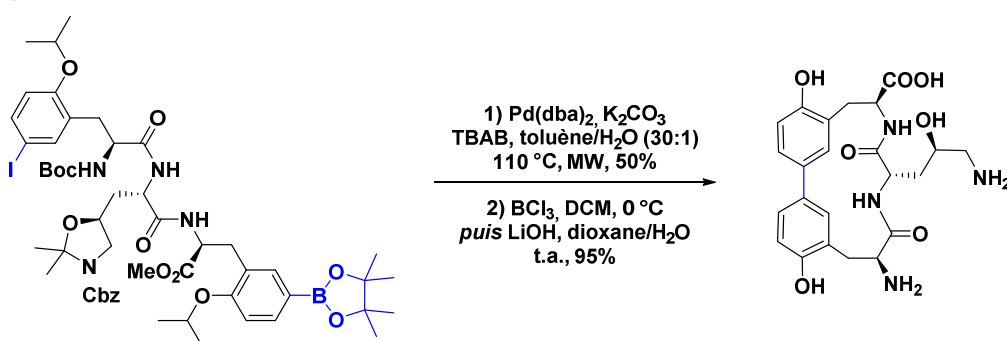 O
I
BocHN
O
NH
O
N
Cbz
O
NH
MeO₂C
O
B
O
O
1) Pd(dba)₂, K₂CO₃
TBAB, toluène/H₂O (30:1)
110 °C, MW, 50%
2) BCl₃, DCM, 0 °C
puis LiOH, dioxane/H₂O
t.a., 95%
OH
COOH
NH
O
OH
NH₂
NH
O
OH
NH₂